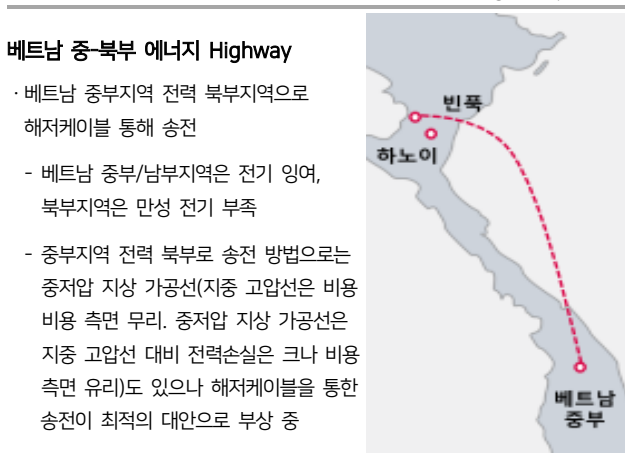 베트남 중-북부 에너지 Highway
· 베트남 중부지역 전력 북부지역으로
해저케이블 통해 송전
- 베트남 중부/남부지역은 전기 잉여,
북부지역은 만성 전기 부족
- 중부지역 전력 북부로 송전 방법으로는
중저압 지상 가공선(지중 고압선은 비용
비용 측면 무리. 중저압 지상 가공선은
지중 고압선 대비 전력손실은 크나 비용
측면 유리)도 있으나 해저케이블을 통한
송전이 최적의 대안으로 부상 중
빈푹
하노이
베트남
중부